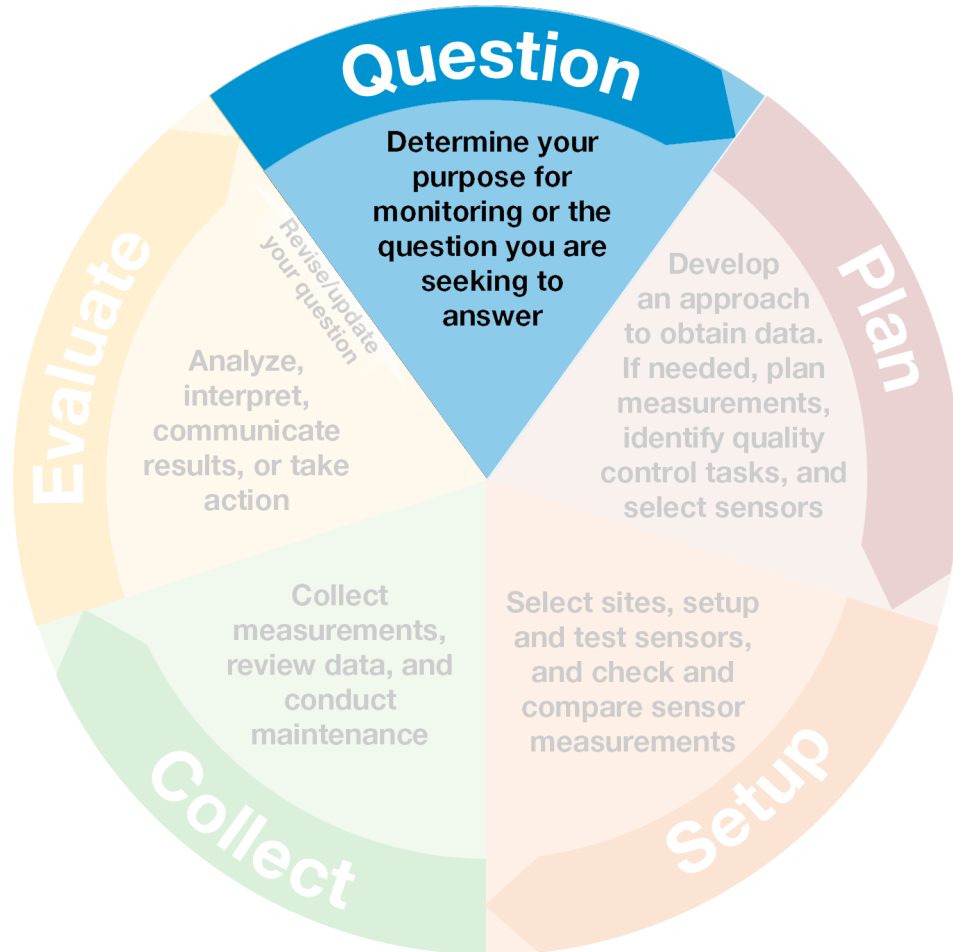 Question
Determine your
purpose for
monitoring or the
question you are
seeking to
answer
Plan
Develop
an approach
to obtain data.
If needed, plan
measurements,
identify quality
control tasks, and
select sensors
Setup
Select sites, setup
and test sensors,
and check and
compare sensor
measurements
Collect
Collect
measurements,
review data, and
conduct
maintenance
Evaluate
Analyze,
interpret,
communicate
results, or take
action
Revise/update
your question